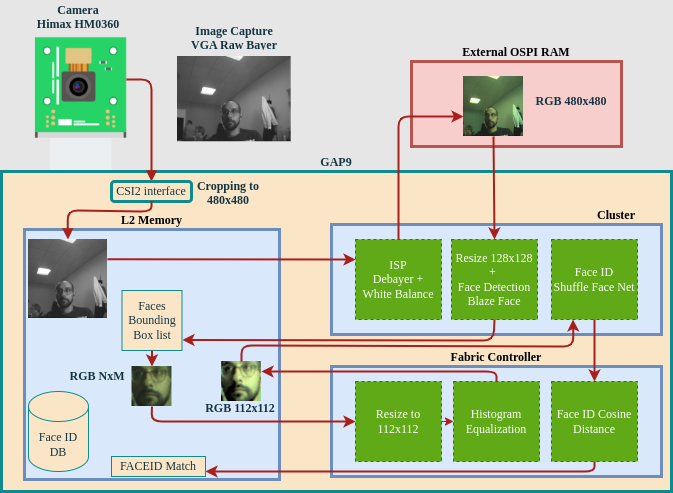 Camera
Himax HM0360
Image Capture
VGA Raw Bayer
External OSPI RAM
RGB 480x480
GAP9
CSI2 interface
Cropping to
480x480
L2 Memory
Cluster
ISP
Debayer +
White Balance
Resize 128x128
+
Face Detection
Blaze Face
Face ID
Shuffle Face Net
Faces
Bounding
Box list
Fabric Controller
RGB NxM
RGB 112x112
Resize to
112x112
Histogram
Equalization
Face ID Cosine
Distance
Face ID
DB
FACEID Match